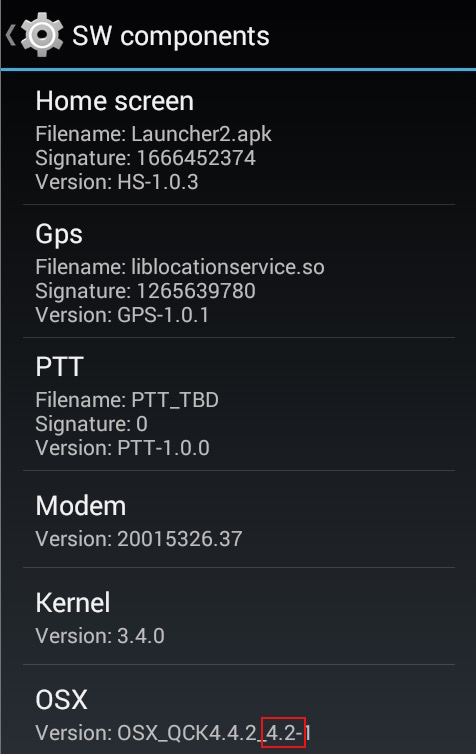 SW components
Home screen
Filename: Launcher2.apk
Signature: 1666452374
Version: HS-1.0.3
Gps
Filename: liblocationservice.so
Signature: 1265639780
Version: GPS-1.0.1
PTT
Filename: PTT_TBD
Signature: 0
Version: PTT-1.0.0
Modem
Version: 20015326.37
Kernel
Version: 3.4.0
OSX
Version: OSX_QCK4.4.2_4.2-1